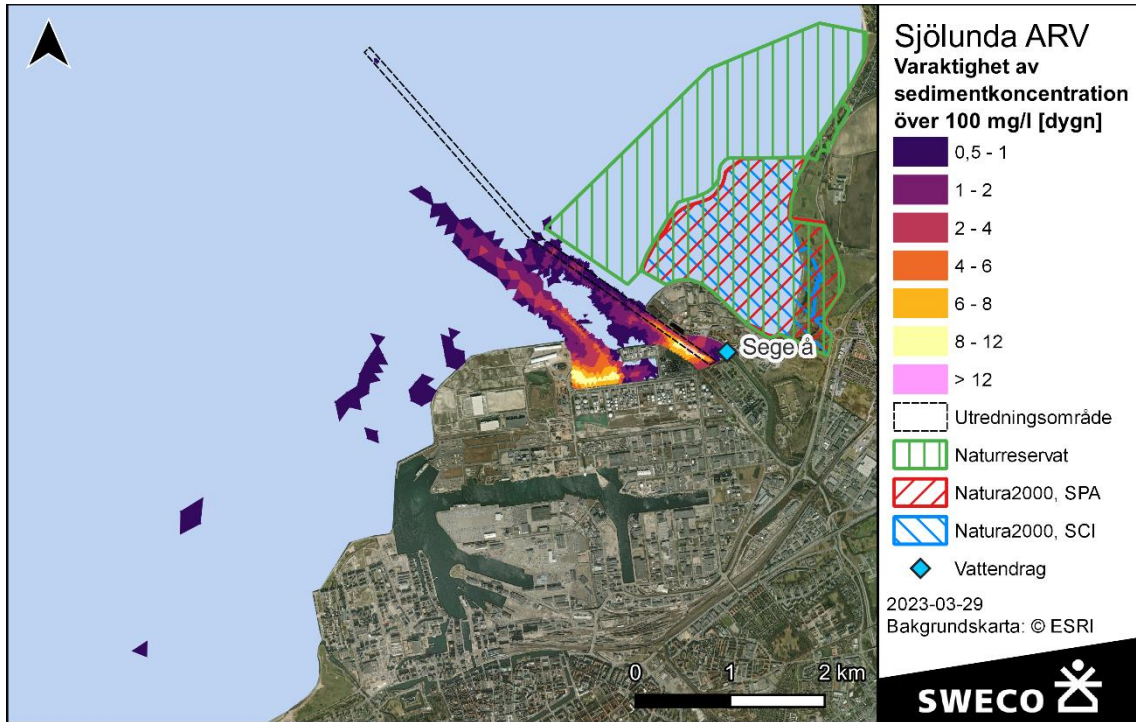 Sjölunda ARV
Varaktighet av
sedimentkoncentration
över 100 mg/l [dygn]
0,5 - 1
1 - 2
2 - 4
4 - 6
6 - 8
8 - 12
> 12
Utredningsområde
Naturreservat
Natura2000, SPA
Natura2000, SCI
Vattendrag
2023-03-29
Bakgrundskarta: © ESRI
SWECO
Sege å
0 1 2 km